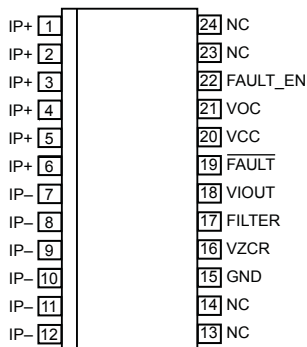 IP+ 1 24 NC
IP+ 2 23 NC
IP+ 3 22 FAULT_EN
IP+ 4 21 VOC
IP+ 5 20 VCC
IP+ 6 19 FAULT
IP– 7 18 VIOUT
IP– 8 17 FILTER
IP– 9 16 VZCR
IP– 10 15 GND
IP– 11 14 NC
IP– 12 13 NC